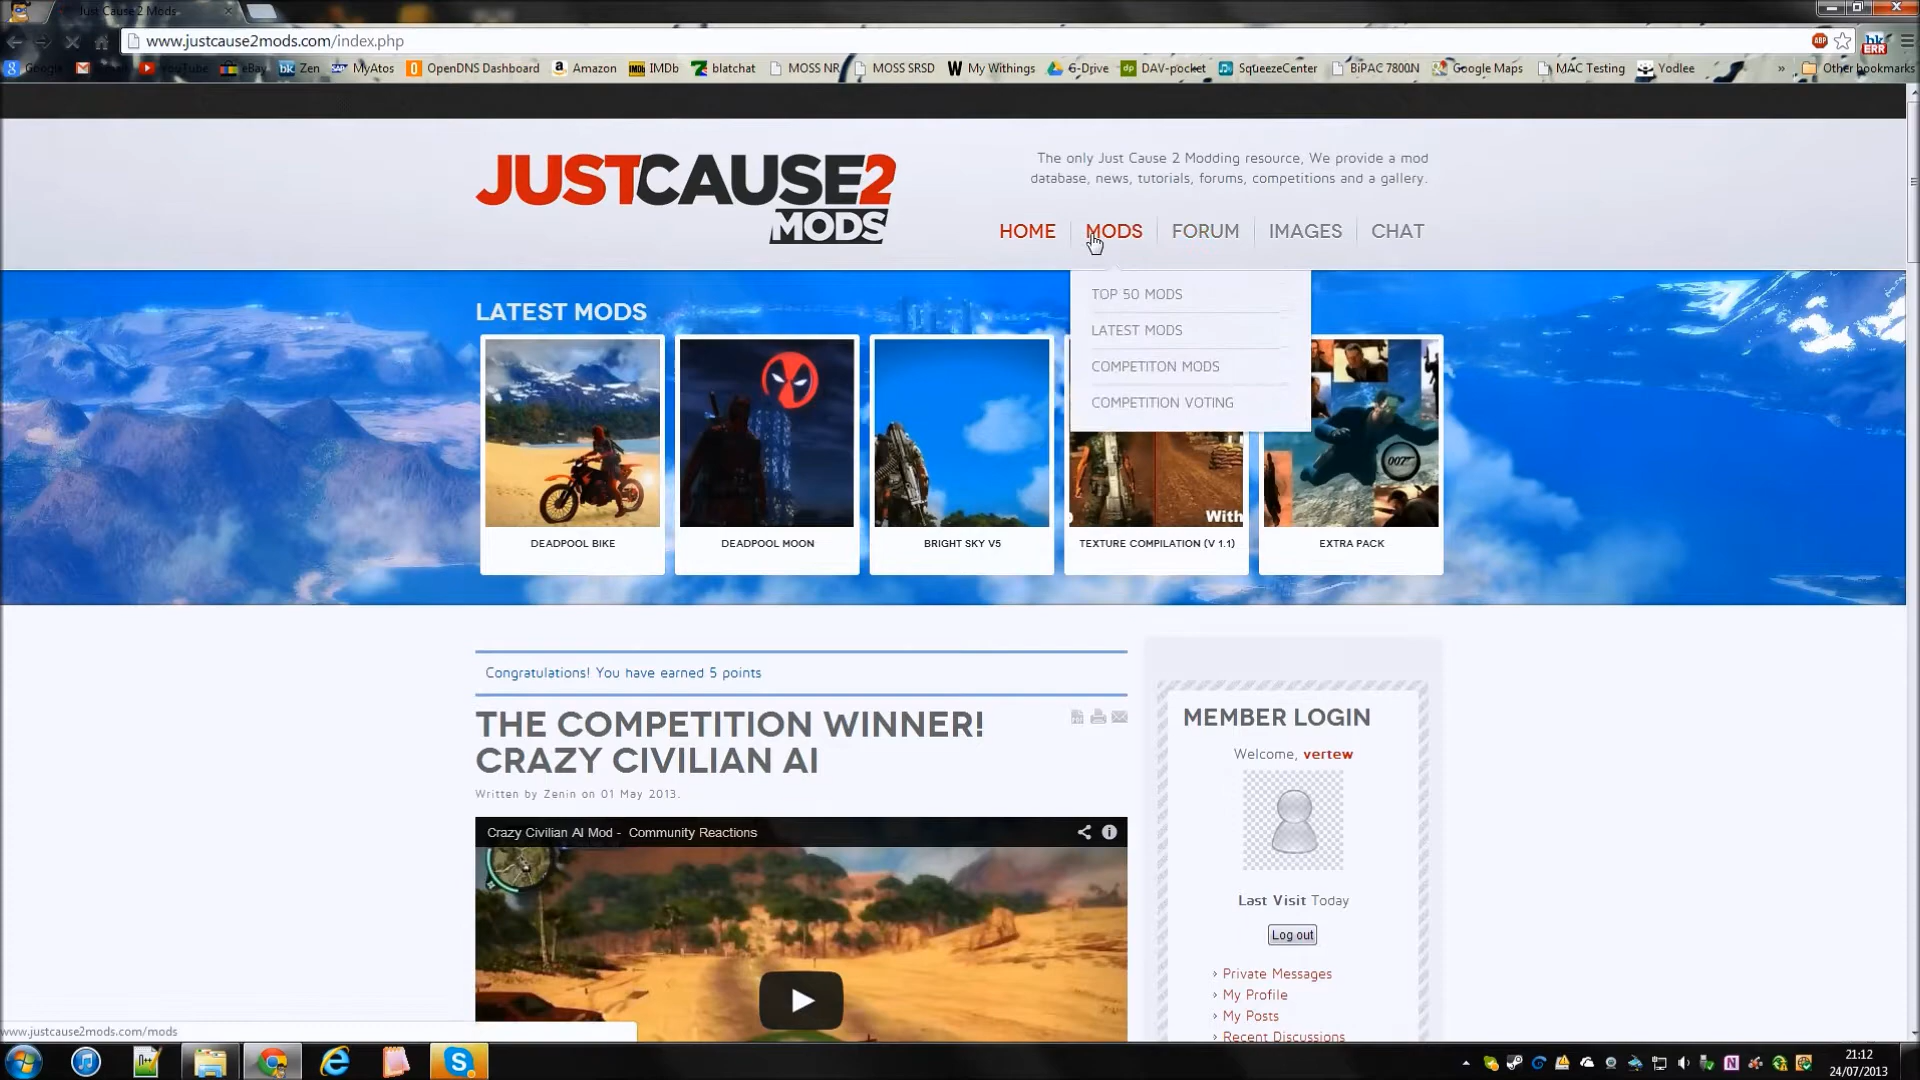 Just Cause 2 Mods
www.justcause2mods.com/index.php
Google
YouTube
eBay
Zen
MyAtos
OpenDNS Dashboard
Amazon
IMDb
blatchat
MOSS NR
MOSS SRSD
My Withings
G-Drive
DAV-pocket
SqueezeCenter
BiPAC 7800N
Google Maps
MAC Testing
Yodlee
»
Other bookmarks
JUSTCAUSE2
MODS
The only Just Cause 2 Modding resource, We provide a mod
database, news, tutorials, forums, competitions and a gallery.
HOME
MODS
FORUM
IMAGES
CHAT
TOP 50 MODS
LATEST MODS
COMPETITON MODS
COMPETITION VOTING
LATEST MODS
007
With
DEADPOOL BIKE
DEADPOOL MOON
BRIGHT SKY V5
TEXTURE COMPILATION (V 1.1)
EXTRA PACK
Congratulations! You have earned 5 points
THE COMPETITION WINNER!
CRAZY CIVILIAN AI
Written by Zenin on 01 May 2013.
Crazy Civilian AI Mod - Community Reactions
MEMBER LOGIN
Welcome, vertew
Last Visit Today
Log out
Private Messages
My Profile
My Posts
Recent Discussions
www.justcause2mods.com/mods
21:12
24/07/2013